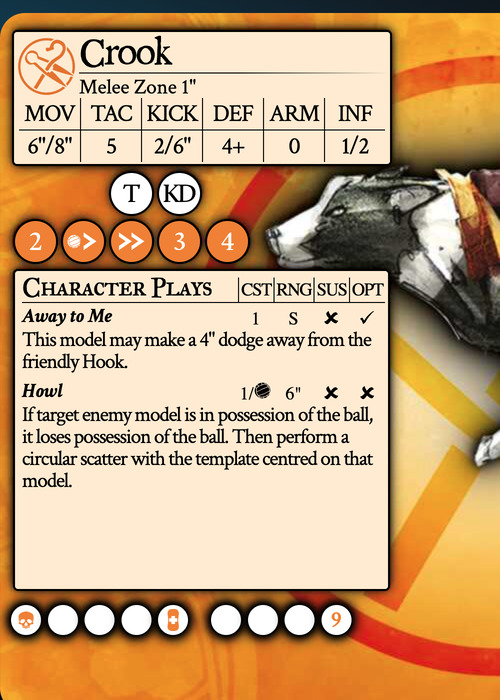 Crook
Melee Zone 1"
MOV TAC KICK DEF ARM INF
6"/8" 5 2/6" 4+ 0 1/2
T KD
2 > >> 3 4
CHARACTER PLAYS CST RNG SUS OPT
Away to Me 1 S ✘ ✓
This model may make a 4" dodge away from the
friendly Hook.
Howl 1/ 6" ✘ ✘
If target enemy model is in possession of the ball,
it loses possession of the ball. Then perform a
circular scatter with the template centred on that
model.
9